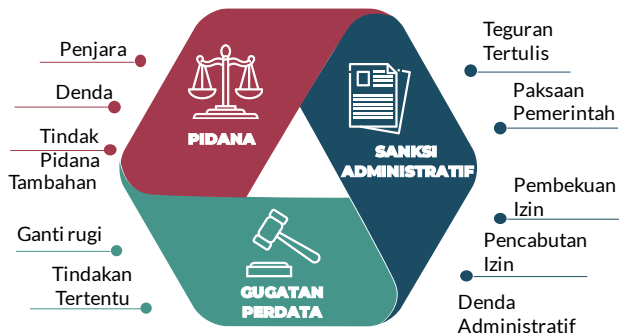 Penjara
Denda
Tindak
Pidana
Tambahan
PIDANA
Teguran
Tertulis
Paksaan
Pemerintah
SANKSI
ADMINISTRATIF
Pembekuan
Izin
Pencabutan
Izin
Denda
Administratif
Ganti rugi
Tindakan
Tertentu
GUGATAN
PERDATA